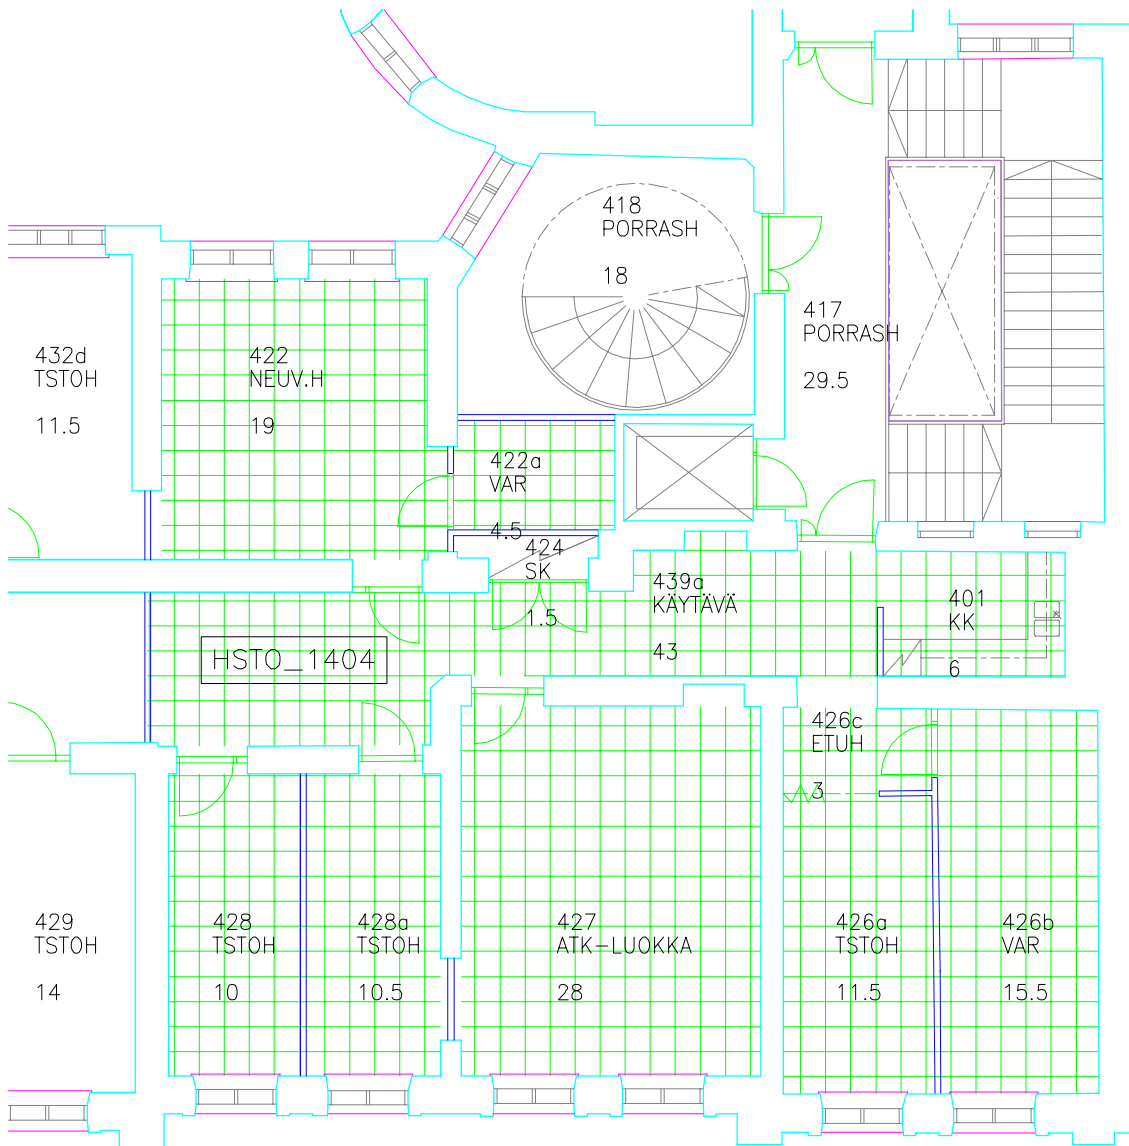 418
PORRASH
18
417
PORRASH
29.5
432d
TSTOH
11.5
422
NEUV.H
19
422a
VAR
4.5
424
SK
1.5
439a
KÄYTÄVÄ
43
401
KK
6
HSTO_1404
426c
ETUH
3
429
TSTOH
14
428
TSTOH
10
428a
TSTOH
10.5
427
ATK-LUOKKA
28
426a
TSTOH
11.5
426b
VAR
15.5